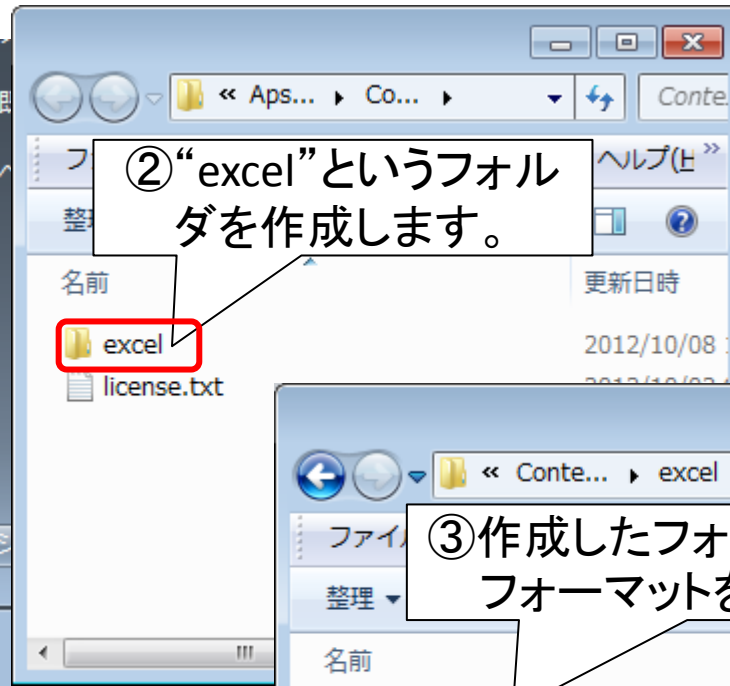 « Aps... ▸ Co... ▸
Conte
②“excel”というフォル
ダを作成します。
ヘルプ(H »
名前
更新日時
excel
2012/10/08
license.txt
« Conte... ▸ excel
ファイル
③作成したフォ
フォーマットを
整理 ▾
名前